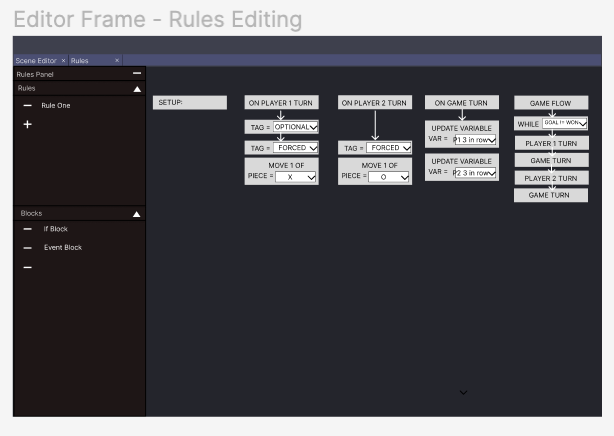 Editor Frame - Rules Editing
Scene Editor × Rules ×
Rules Panel
Rules
Rule One
Blocks
If Block
Event Block
SETUP:
ON PLAYER 1 TURN
TAG = OPTIONAL
TAG = FORCED
MOVE 1 OF
PIECE = X
ON PLAYER 2 TURN
TAG = FORCED
MOVE 1 OF
PIECE = O
ON GAME TURN
UPDATE VARIABLE
VAR = P1 3 in row
UPDATE VARIABLE
VAR = P2 3 in row
GAME FLOW
WHILE GOAL != WON
PLAYER 1 TURN
GAME TURN
PLAYER 2 TURN
GAME TURN